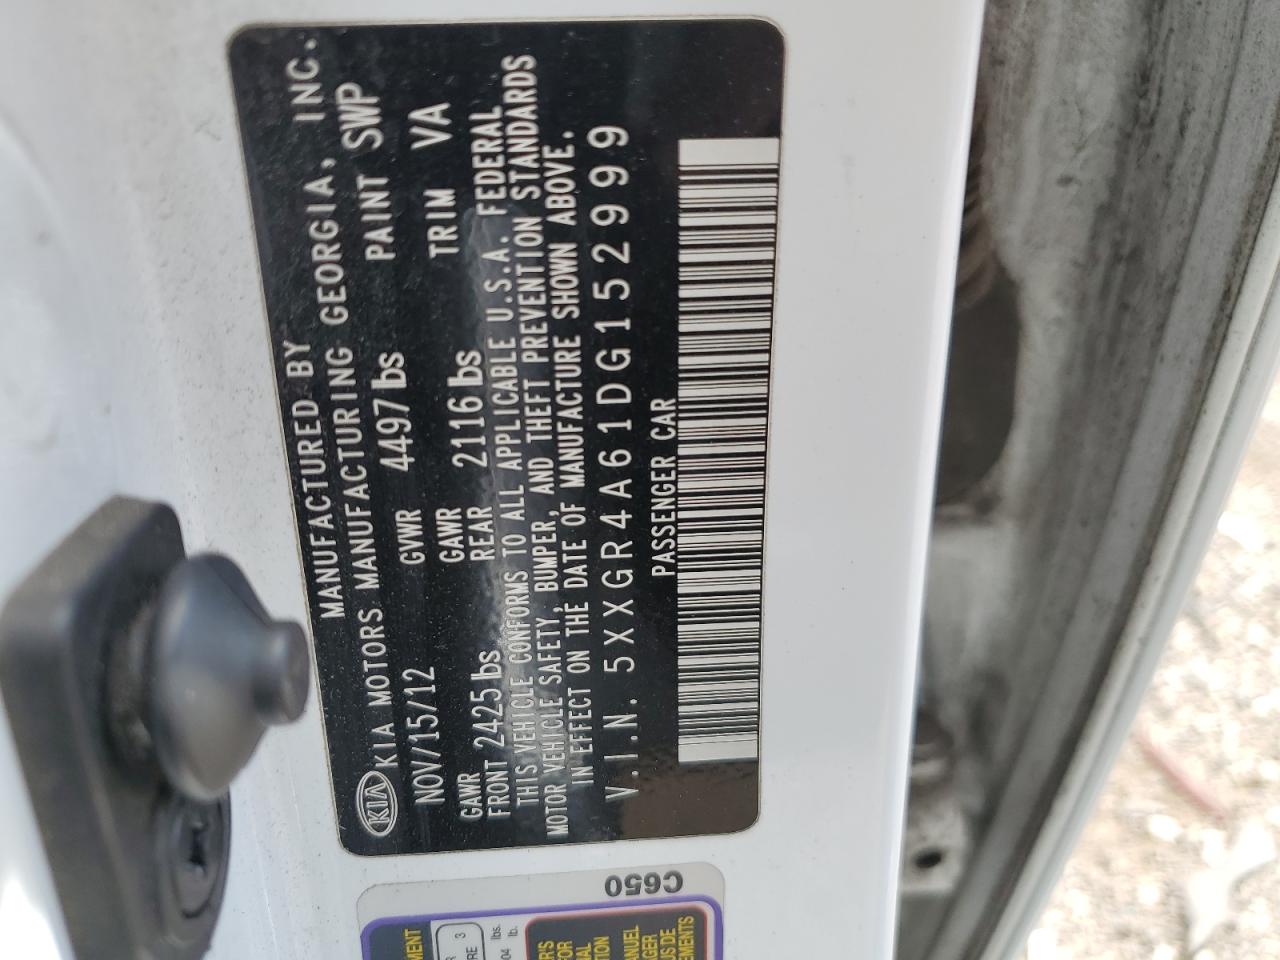 MANUFACTURED BY
KIA KIA MOTORS MANUFACTURING GEORGIA, INC.
NOV/15/12 GVWR 4497 lbs PAINT SWP
GAWR FRONT 2425 lbs GAWR REAR 2116 lbs TRIM VA
THIS VEHICLE CONFORMS TO ALL APPLICABLE U.S.A. FEDERAL
MOTOR VEHICLE SAFETY, BUMPER, AND THEFT PREVENTION STANDARDS
IN EFFECT ON THE DATE OF MANUFACTURE SHOWN ABOVE.
V.I.N. 5XXGR4A61DG152999
PASSENGER CAR
C650